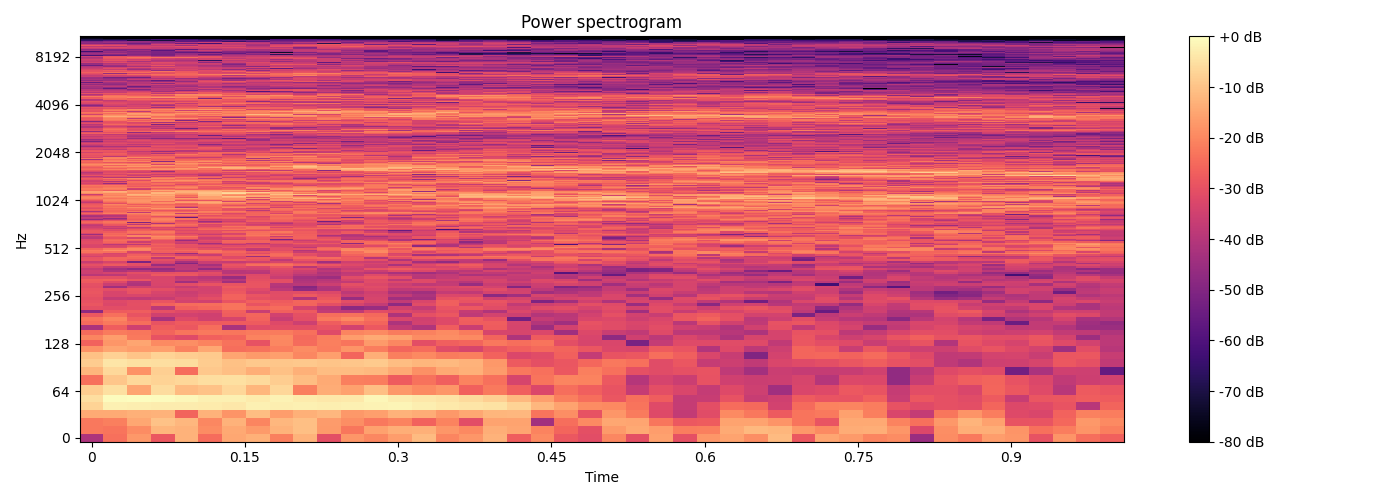 Power spectrogram
Hz
8192
4096
2048
1024
512
256
128
64
0
0 0.15 0.3 0.45 0.6 0.75 0.9
Time
+0 dB
-10 dB
-20 dB
-30 dB
-40 dB
-50 dB
-60 dB
-70 dB
-80 dB